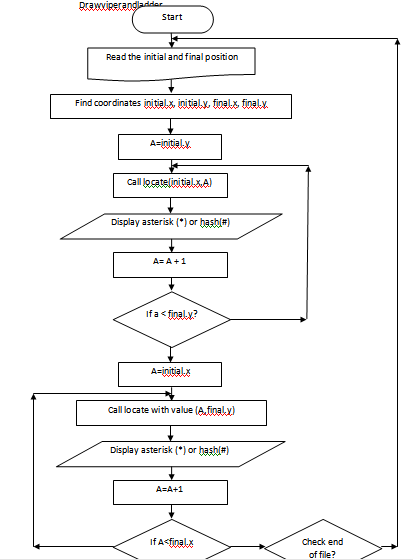 Drawviperandladder
Start
Read the initial and final position
Find coordinates initial.x, initial.y, final.x, final.y
A=initial.y
Call locate(initial.x,A)
Display asterisk (*) or hash(#)
A= A + 1
If a < final.y?
A=initial.x
Call locate with value (A,final.y)
Display asterisk (*) or hash(#)
A=A+1
If A<final.x
Check end
of file?